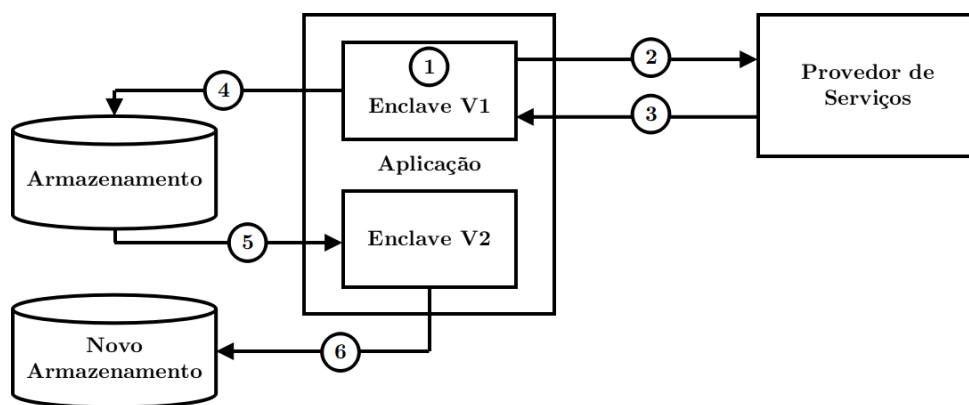 1
Enclave V1
2
Provedor de
Serviços
3
4
Armazenamento
Aplicação
5
Enclave V2
6
Novo
Armazenamento